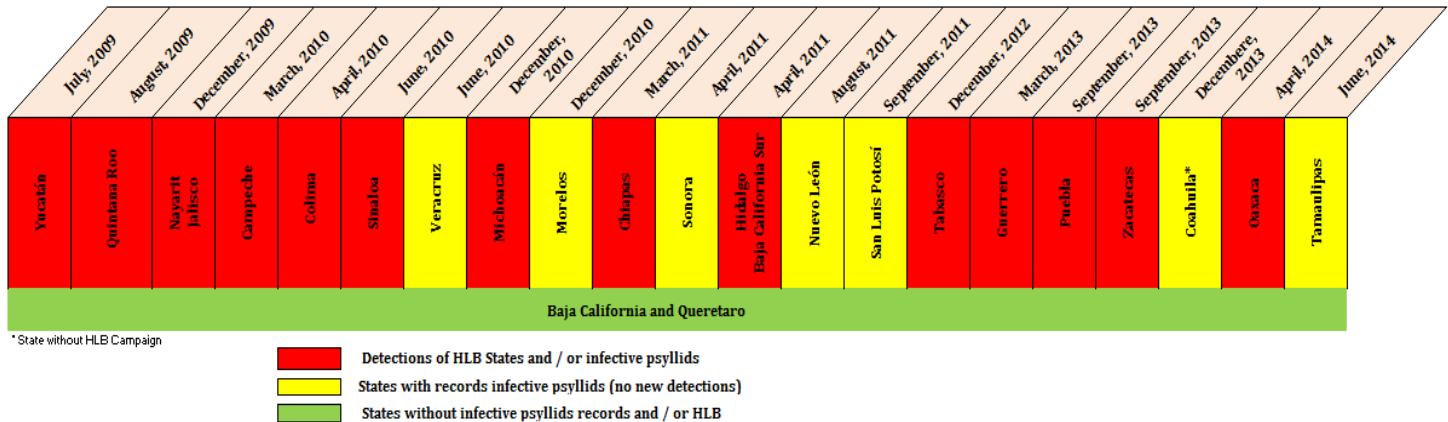 July, 2009
August, 2009
December, 2009
March, 2010
April, 2010
June, 2010
June, 2010
December,
2010
December, 2010
March, 2011
April, 2011
April, 2011
August, 2011
September, 2011
December, 2012
March, 2013
September, 2013
September, 2013
Decembere,
2013
April, 2014
June, 2014
Yucatán
Quintana Roo
Nayarit
Jalisco
Campeche
Colima
Sinaloa
Veracruz
Michoacán
Morelos
Chiapas
Sonora
Hidalgo
Baja California Sur
Nuevo León
San Luis Potosí
Tabasco
Guerrero
Puebla
Zacatecas
Coahuila*
Oaxaca
Tamaulipas
Baja California and Queretaro
* State without HLB Campaign
Detections of HLB States and / or infective psyllids
States with records infective psyllids (no new detections)
States without infective psyllids records and / or HLB